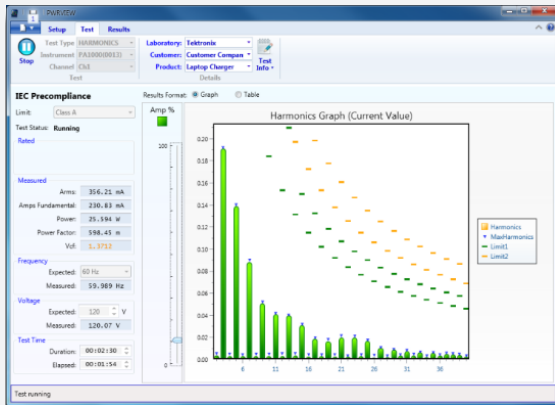 PWRVIEW
1
Setup Test Results
Stop
Test Type HARMONICS
Instrument PA1000(0013)
Channel Ch1
Test
Laboratory: Tektronix
Customer: Customer Compan
Product: Laptop Charger
Test Info
Details
IEC Precompliance
Limit: Class A
Test Status: Running
Rated
Measured
Arms: 356.21 mA
Amps Fundamental: 230.83 mA
Power: 25.594 W
Power Factor: 598.45 m
Vcf: 1.3712
Frequency
Expected: 60 Hz
Measured: 59.989 Hz
Voltage
Expected: 120 V
Measured: 120.07 V
Test Time
Duration: 00:02:30
Elapsed: 00:01:54
Results Format: Graph Table
Amp %
100
0
Harmonics Graph (Current Value)
0.20
0.18
0.16
0.14
0.12
0.10
0.08
0.06
0.04
0.02
0.00
6 11 16 21 26 31 36
Harmonics
MaxHarmonics
Limit1
Limit2
Test running